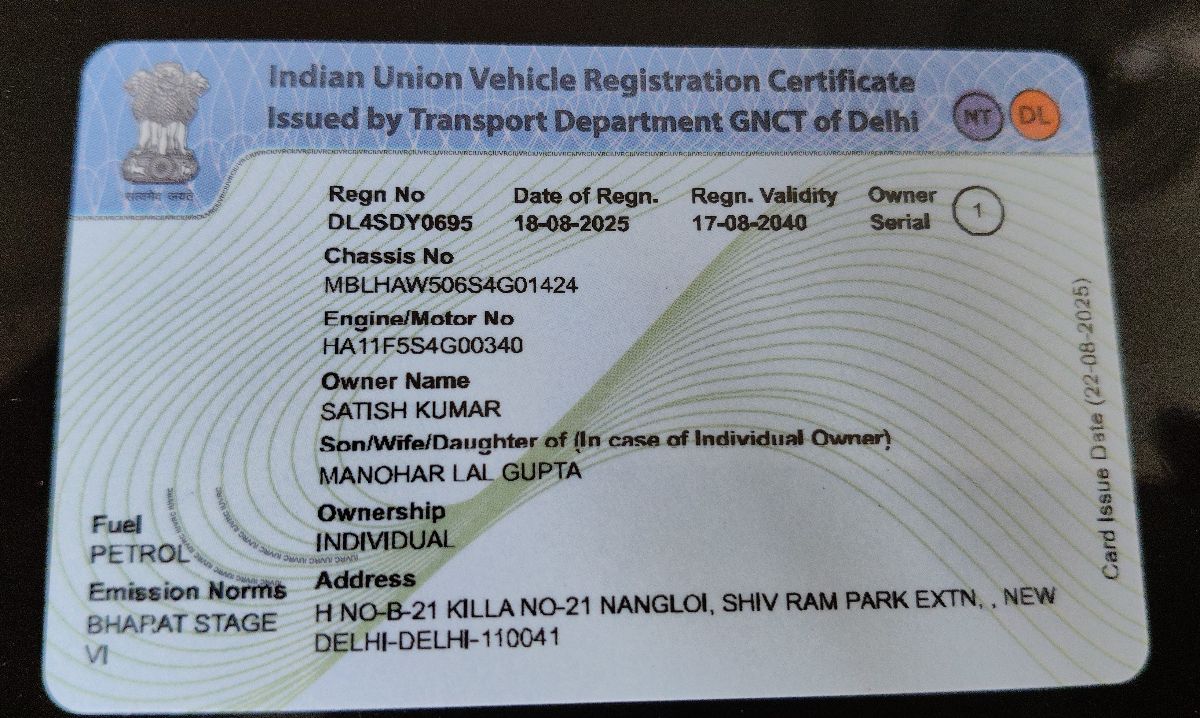 Indian Union Vehicle Registration Certificate
Issued by Transport Department GNCT of Delhi
NT DL
सत्यमेव जयते
Regn No Date of Regn. Regn. Validity Owner Serial 1
DL4SDY0695 18-08-2025 17-08-2040
Chassis No
MBLHAW506S4G01424
Engine/Motor No
HA11F5S4G00340
Owner Name
SATISH KUMAR
Son/Wife/Daughter of (In case of Individual Owner)
MANOHAR LAL GUPTA
Ownership
INDIVIDUAL
Fuel
PETROL
Emission Norms
BHARAT STAGE
VI
Address
H NO-B-21 KILLA NO-21 NANGLOI, SHIV RAM PARK EXTN, , NEW
DELHI-DELHI-110041
Card Issue Date (22-08-2025)